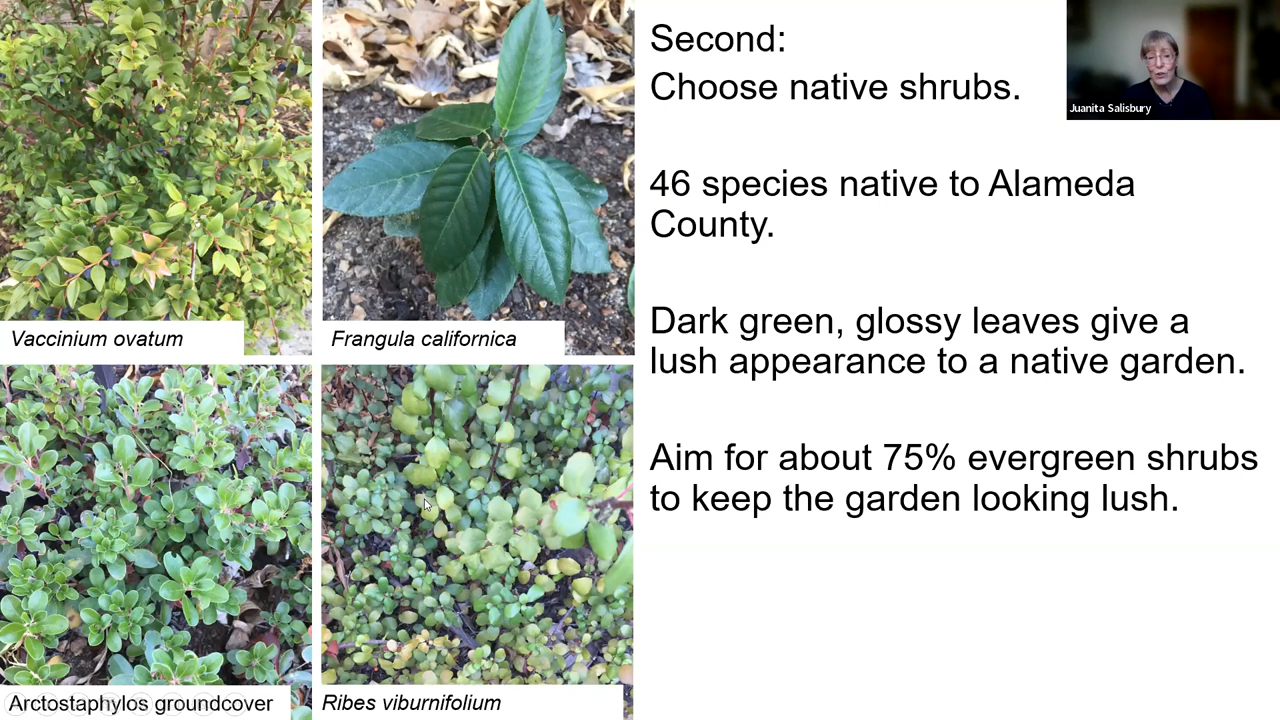 Second:
Choose native shrubs.
46 species native to Alameda
County.
Dark green, glossy leaves give a
lush appearance to a native garden.
Aim for about 75% evergreen shrubs
to keep the garden looking lush.
Juanita Salisbury
Vaccinium ovatum
Frangula californica
Arctostaphylos groundcover
Ribes viburnifolium